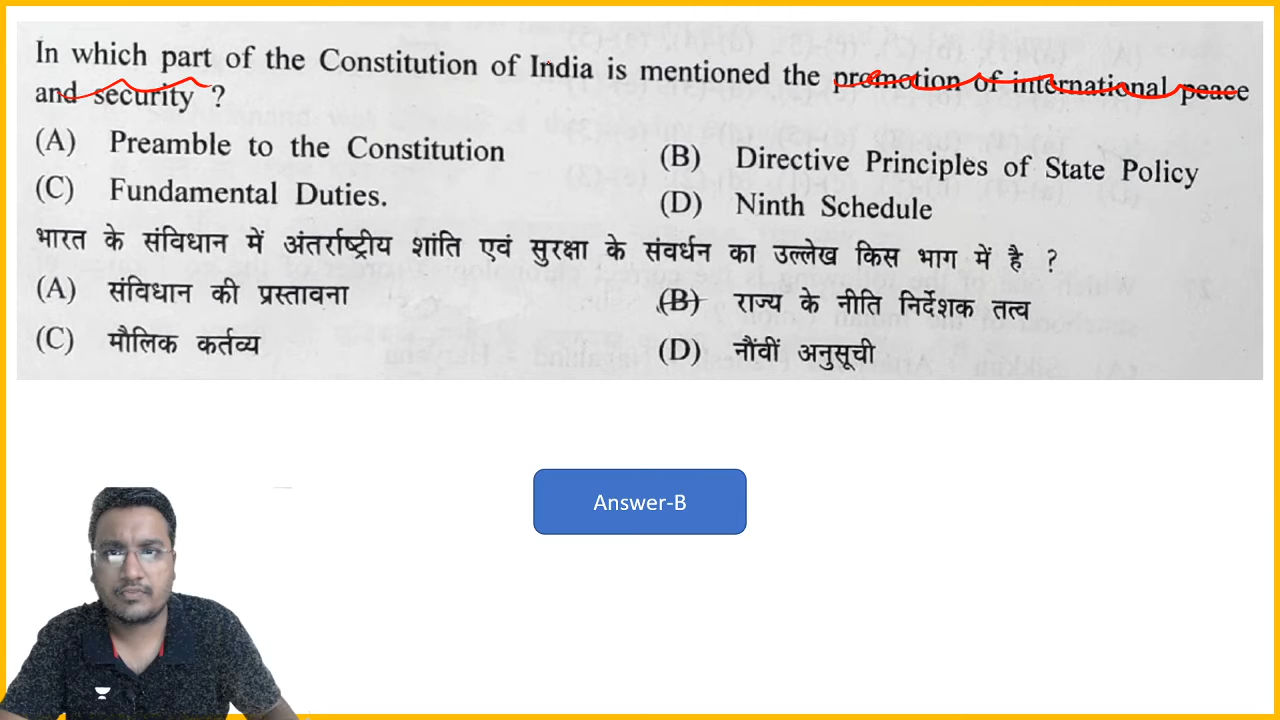 In which part of the Constitution of India is mentioned the promotion of international peace
and security ?
(A) Preamble to the Constitution (B) Directive Principles of State Policy
(C) Fundamental Duties. (D) Ninth Schedule
भारत के संविधान में अंतर्राष्ट्रीय शांति एवं सुरक्षा के संवर्धन का उल्लेख किस भाग में है ?
(A) संविधान की प्रस्तावना (B) राज्य के नीति निर्देशक तत्व
(C) मौलिक कर्तव्य (D) नौंवीं अनुसूची
Answer-B